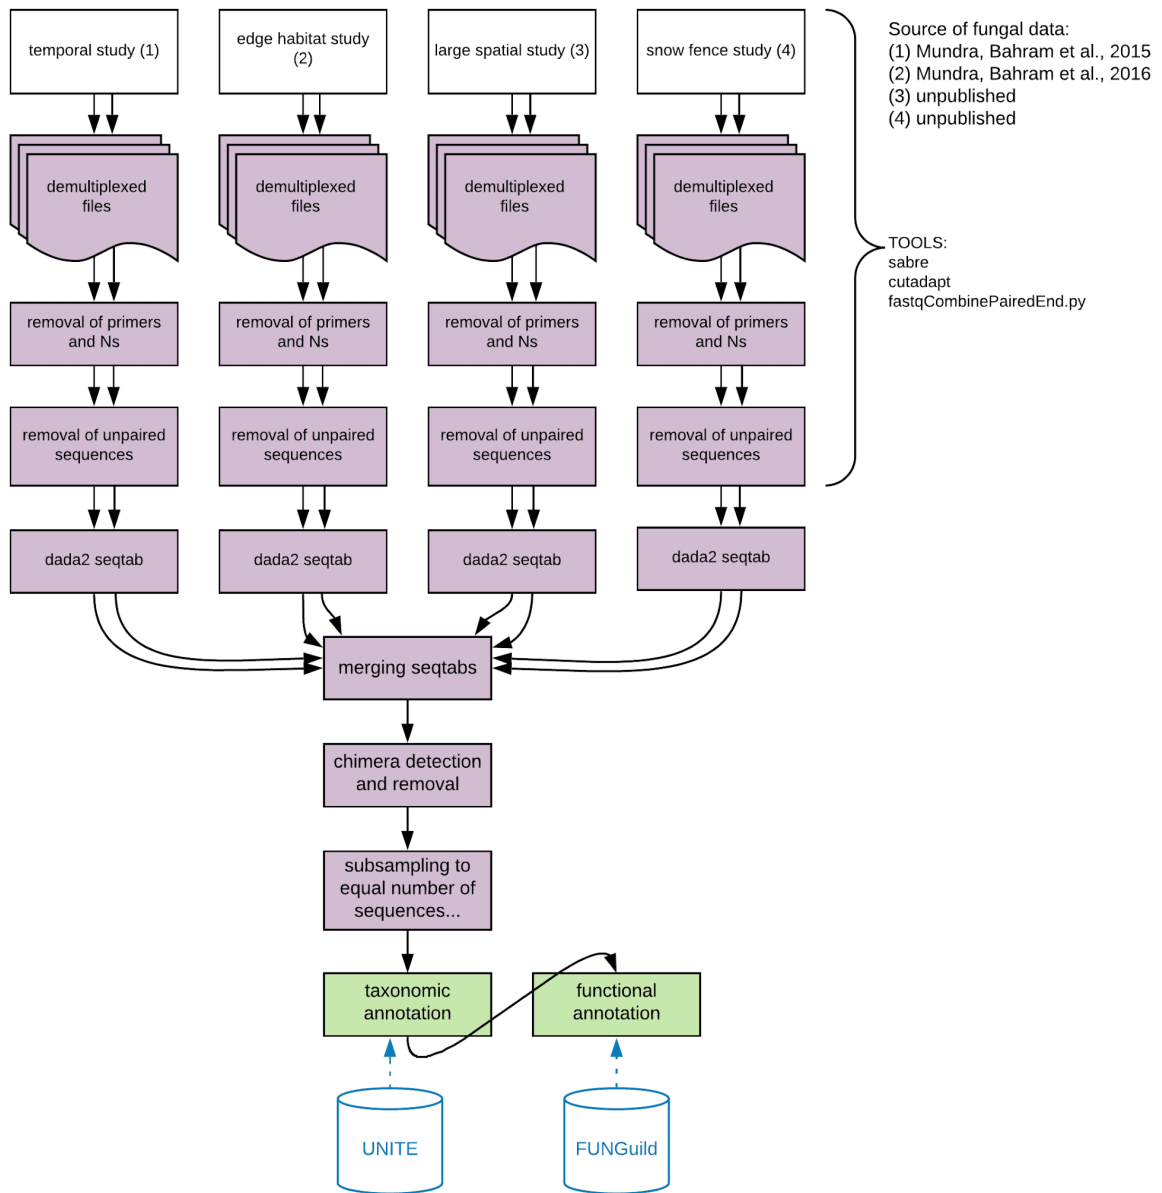 temporal study (1)
edge habitat study
(2)
large spatial study (3)
snow fence study (4)
Source of fungal data:
(1) Mundra, Bahram et al., 2015
(2) Mundra, Bahram et al., 2016
(3) unpublished
(4) unpublished
demultiplexed
files
demultiplexed
files
demultiplexed
files
demultiplexed
files
TOOLS:
sabre
cutadapt
fastqCombinePairedEnd.py
removal of primers
and Ns
removal of primers
and Ns
removal of primers
and Ns
removal of primers
and Ns
removal of unpaired
sequences
removal of unpaired
sequences
removal of unpaired
sequences
removal of unpaired
sequences
dada2 seqtab
dada2 seqtab
dada2 seqtab
dada2 seqtab
merging seqtabs
chimera detection
and removal
subsampling to
equal number of
sequences...
taxonomic
annotation
functional
annotation
UNITE
FUNGuild